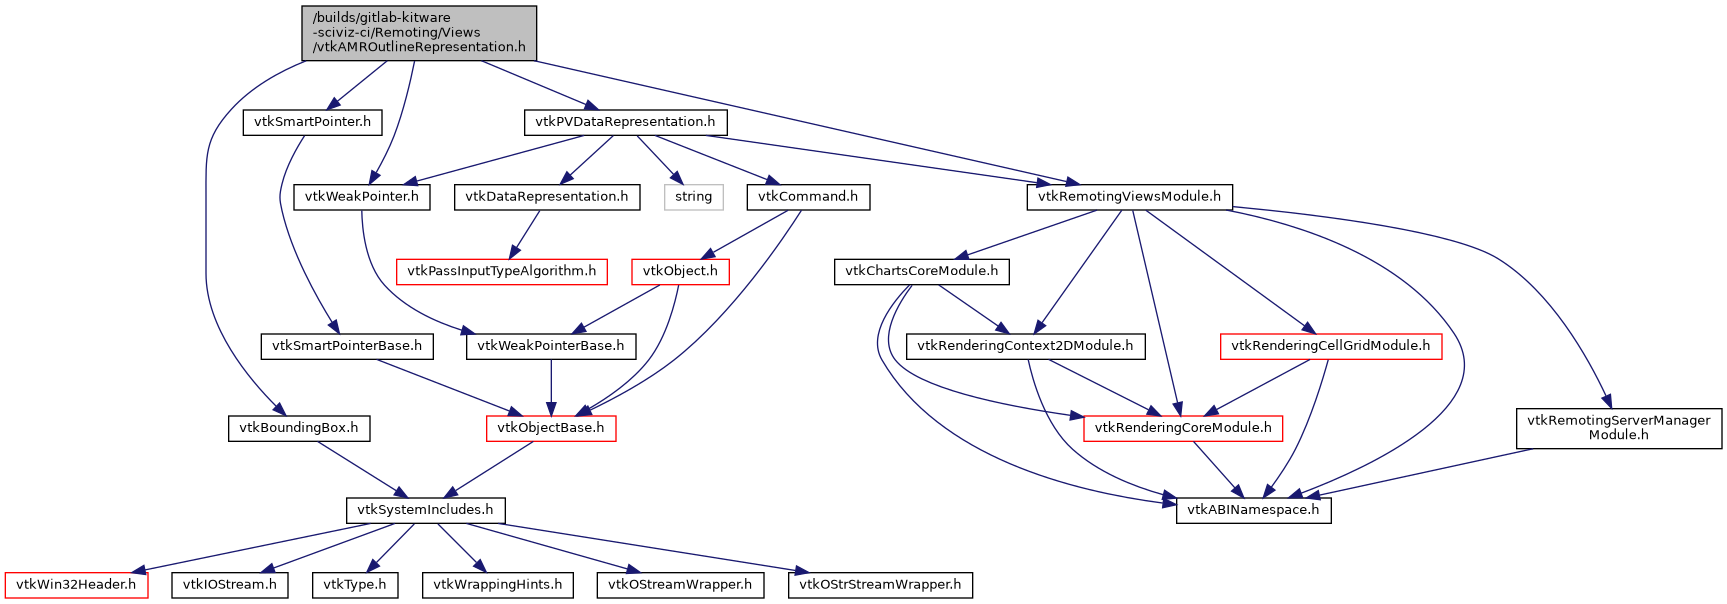 /builds/gitlab-kitware
-sciviz-ci/Remoting/Views
/vtkAMROutlineRepresentation.h
vtkSmartPointer.h
vtkPVDataRepresentation.h
vtkWeakPointer.h
vtkDataRepresentation.h
string
vtkCommand.h
vtkRemotingViewsModule.h
vtkPassInputTypeAlgorithm.h
vtkObject.h
vtkChartsCoreModule.h
vtkSmartPointerBase.h
vtkWeakPointerBase.h
vtkRenderingContext2DModule.h
vtkRenderingCellGridModule.h
vtkBoundingBox.h
vtkObjectBase.h
vtkRenderingCoreModule.h
vtkRemotingServerManager
Module.h
vtkSystemIncludes.h
vtkABINamespace.h
vtkWin32Header.h
vtkIOStream.h
vtkType.h
vtkWrappingHints.h
vtkOStreamWrapper.h
vtkOStrStreamWrapper.h